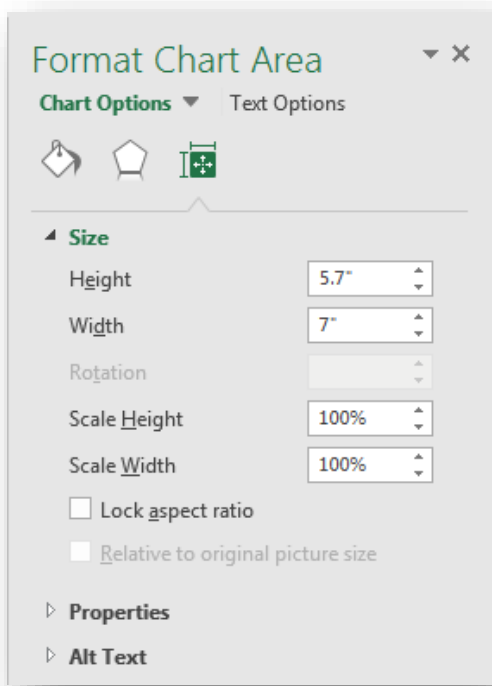 Format Chart Area
Chart Options Text Options
Size
Height 5.7"
Width 7"
Rotation
Scale Height 100%
Scale Width 100%
Lock aspect ratio
Relative to original picture size
Properties
Alt Text